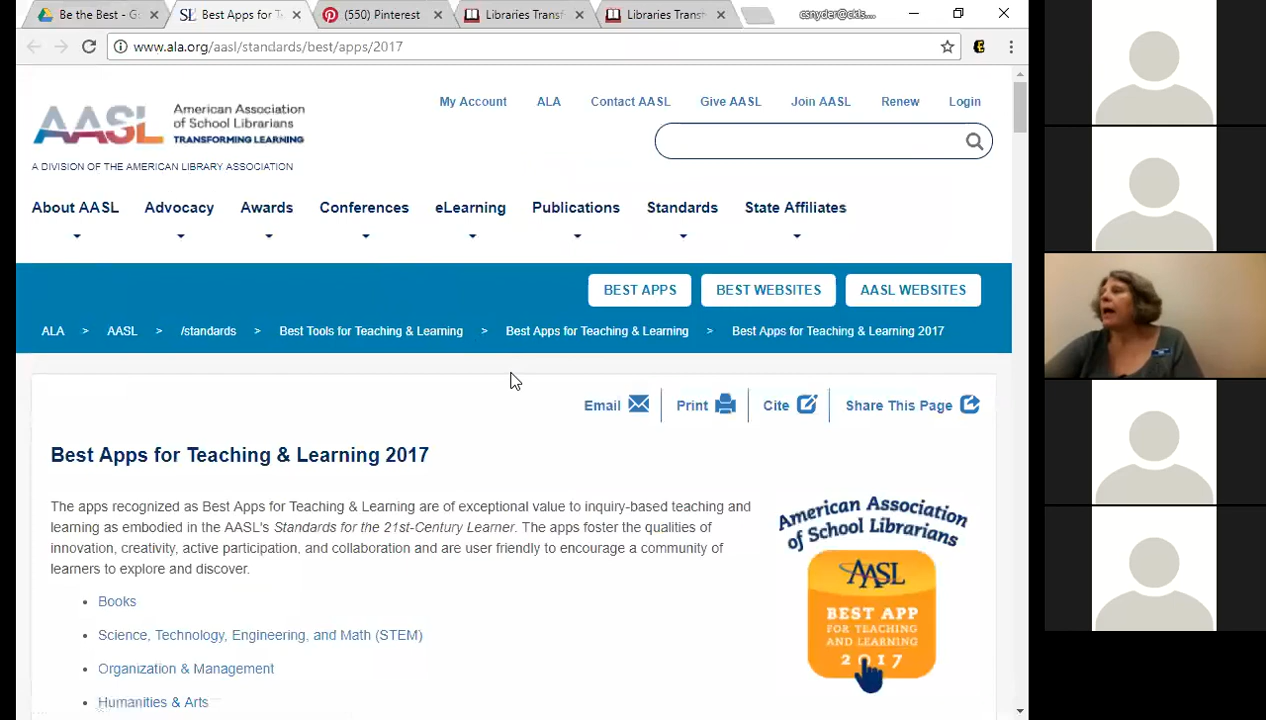 Be the Best - G
Best Apps for T
(550) Pinterest
Libraries Transf
Libraries Transf
csnyder@ckts....
www.ala.org/aasl/standards/best/apps/2017
AASL
American Association
of School Librarians
TRANSFORMING LEARNING
A DIVISION OF THE AMERICAN LIBRARY ASSOCIATION
My Account ALA Contact AASL Give AASL Join AASL Renew Login
About AASL Advocacy Awards Conferences eLearning Publications Standards State Affiliates
BEST APPS BEST WEBSITES AASL WEBSITES
ALA > AASL > /standards > Best Tools for Teaching & Learning > Best Apps for Teaching & Learning > Best Apps for Teaching & Learning 2017
Email Print Cite Share This Page
Best Apps for Teaching & Learning 2017
The apps recognized as Best Apps for Teaching & Learning are of exceptional value to inquiry-based teaching and
learning as embodied in the AASL's Standards for the 21st-Century Learner. The apps foster the qualities of
innovation, creativity, active participation, and collaboration and are user friendly to encourage a community of
learners to explore and discover.
• Books
• Science, Technology, Engineering, and Math (STEM)
• Organization & Management
• Humanities & Arts
American Association
of School Librarians
AASL
BEST APP
FOR TEACHING
AND LEARNING
2017